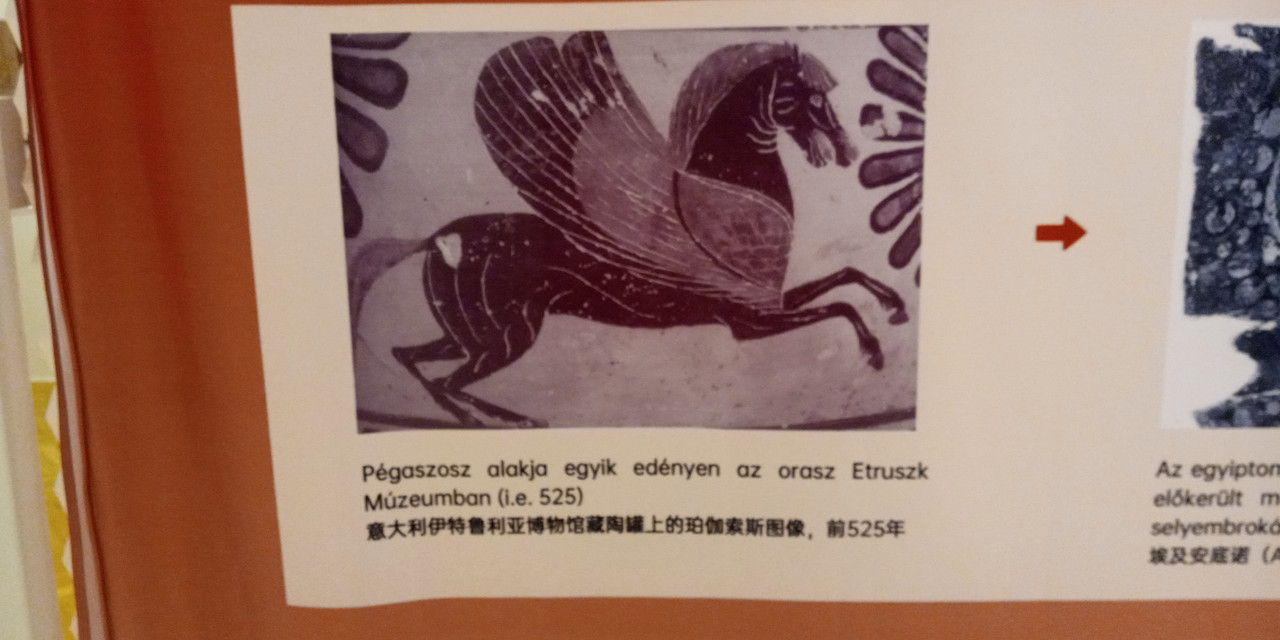 Pégaszosz alakja egyik edényen az orasz Etruszk
Múzeumban (i.e. 525)
意大利伊特鲁利亚博物馆藏陶罐上的珀伽索斯图像，前525年
Az egyipton
előkerült m
selyembroká
埃及安底诺（A